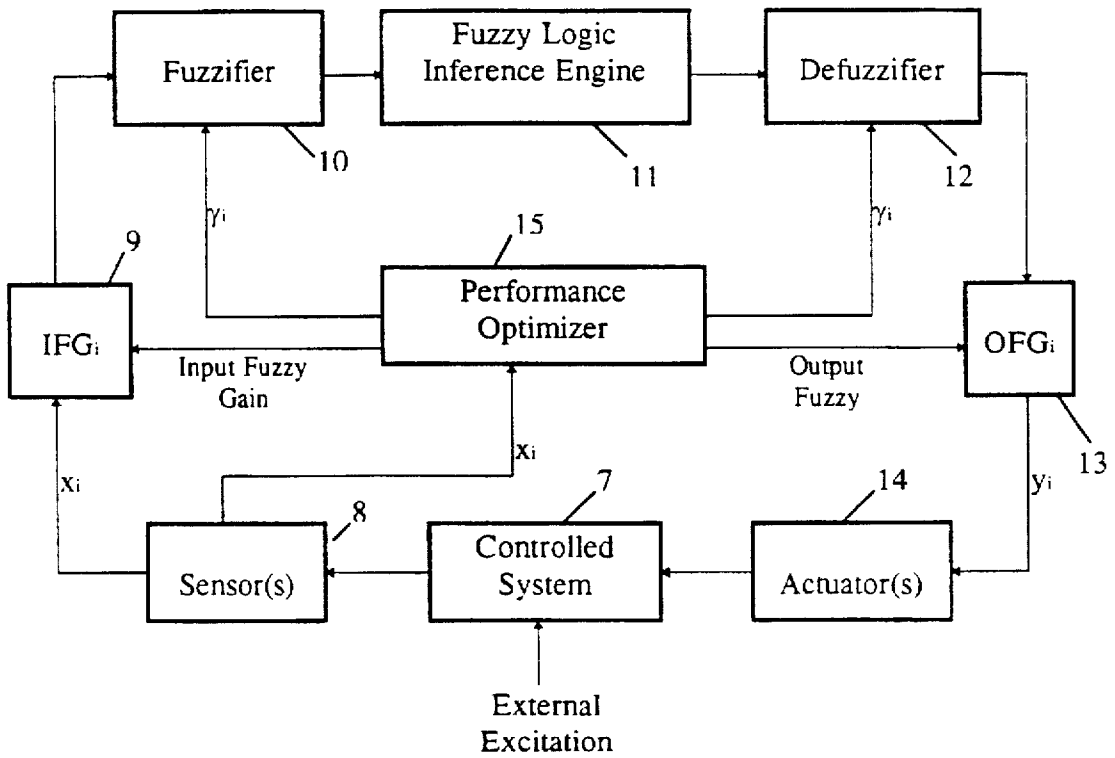 Fuzzifier
Fuzzy Logic
Inference Engine
Defuzzifier
10
11
12
γi
γi
15
9
Performance
Optimizer
IFGi
OFGi
Input Fuzzy
Gain
Output
Fuzzy
13
xi
xi
yi
8
7
14
Sensor(s)
Controlled
System
Actuator(s)
External
Excitation